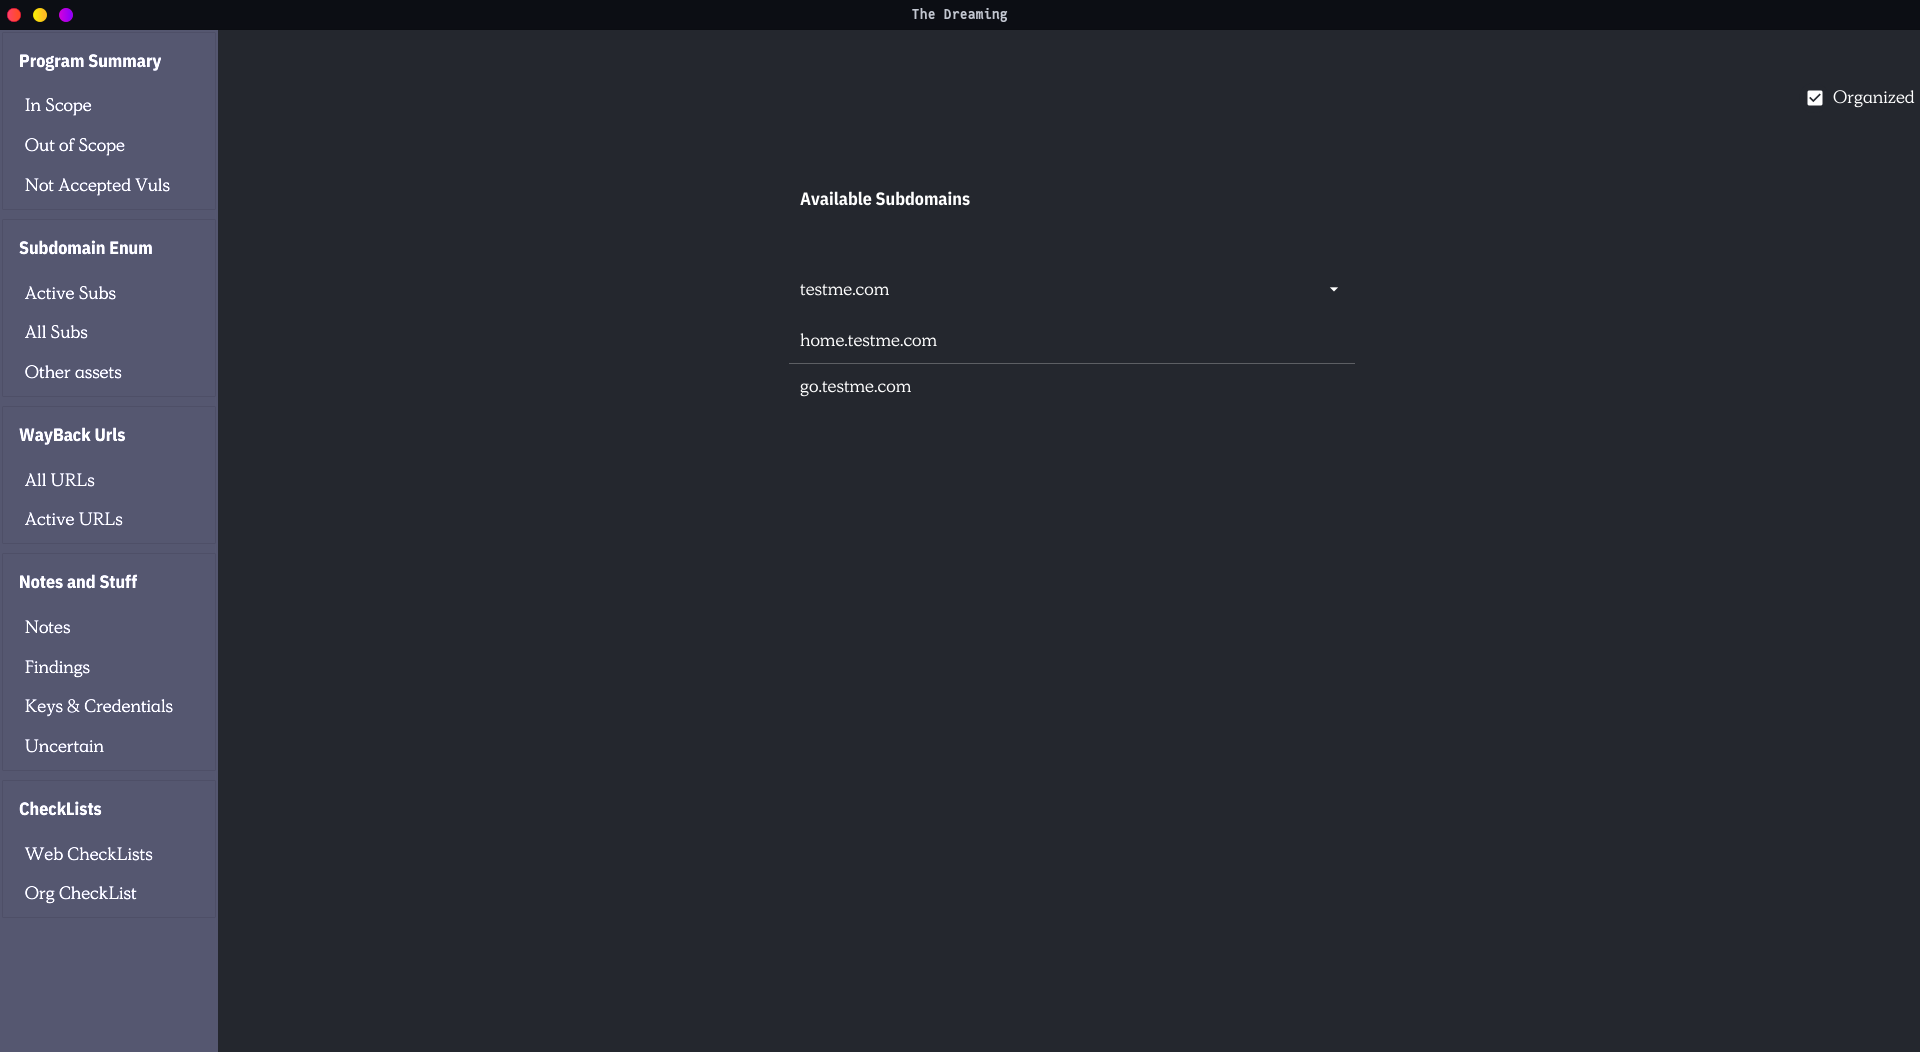 The Dreaming
Program Summary
In Scope
Out of Scope
Not Accepted Vuls
Subdomain Enum
Active Subs
All Subs
Other assets
WayBack Urls
All URLs
Active URLs
Notes and Stuff
Notes
Findings
Keys & Credentials
Uncertain
CheckLists
Web CheckLists
Org CheckList
Organized
Available Subdomains
testme.com
home.testme.com
go.testme.com